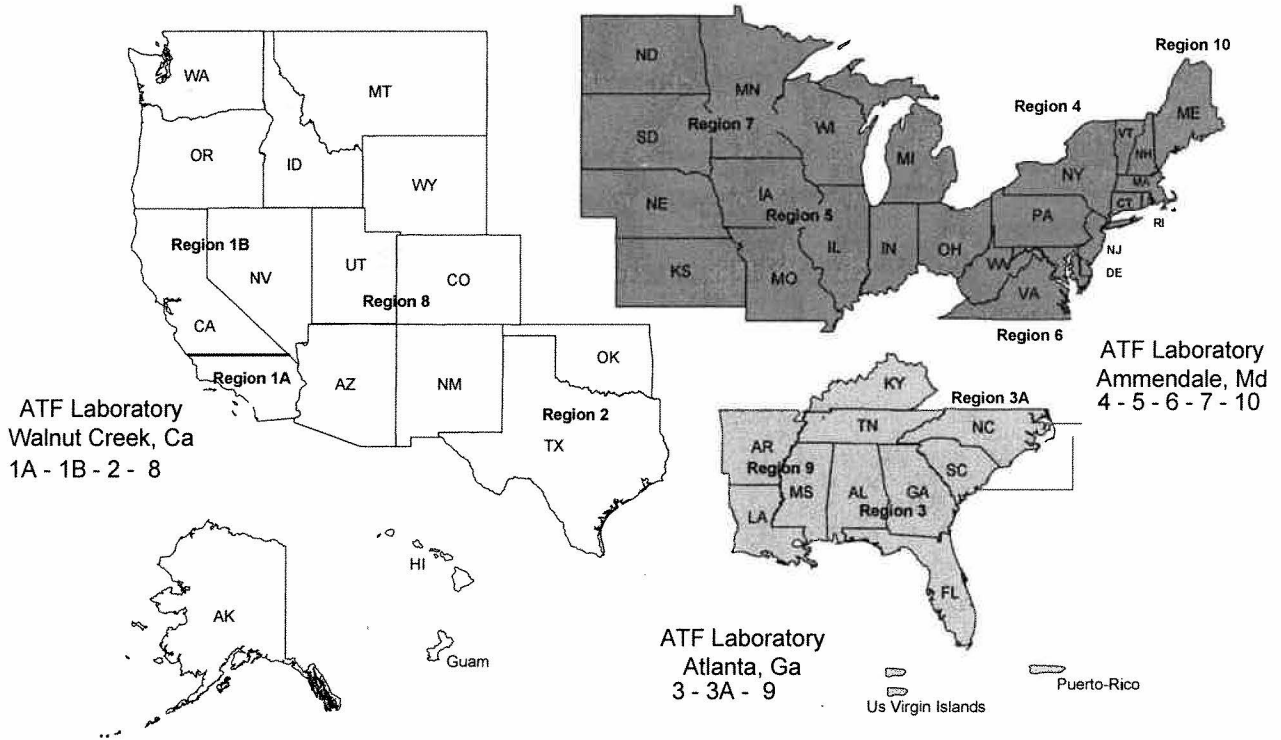 WA
MT
OR
ID
WY
Region 1B
NV
UT
CO
Region 8
CA
Region 1A
AZ
NM
OK
Region 2
TX
ATF Laboratory
Walnut Creek, Ca
1A - 1B - 2 - 8
AK
HI
Guam
ND
MN
SD
Region 7
WI
MI
NE
IA
Region 5
IL
IN
OH
KS
MO
Region 10
Region 4
ME
VT
NH
NY
MA
CT
RI
PA
NJ
DE
WV
VA
Region 6
ATF Laboratory
Ammendale, Md
4 - 5 - 6 - 7 - 10
KY
Region 3A
TN
NC
AR
Region 9
SC
MS
AL
GA
Region 3
LA
FL
ATF Laboratory
Atlanta, Ga
3 - 3A - 9
Us Virgin Islands
Puerto-Rico